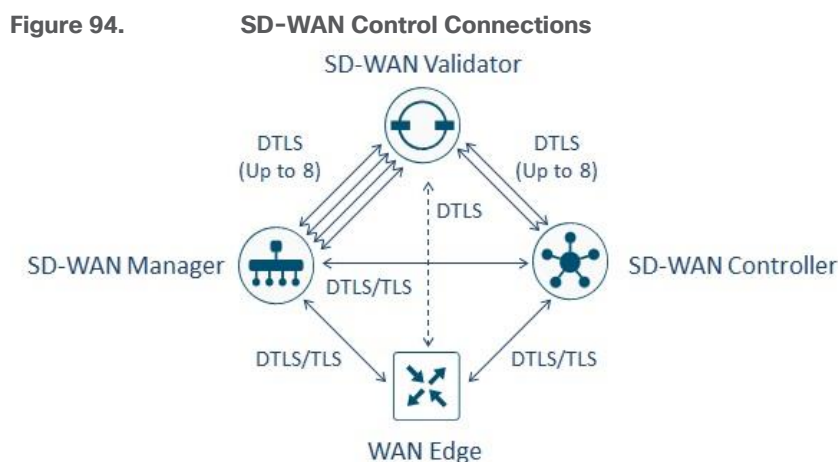 Figure 94. SD-WAN Control Connections
SD-WAN Validator
DTLS
(Up to 8)
DTLS
(Up to 8)
DTLS
SD-WAN Manager
SD-WAN Controller
DTLS/TLS
DTLS/TLS
DTLS/TLS
WAN Edge